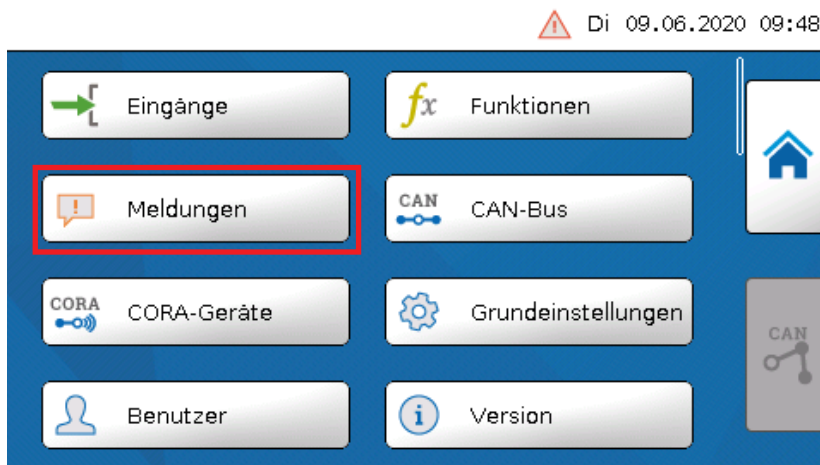 Di 09.06.2020 09:48
Eingänge
fx Funktionen
Meldungen
CAN CAN-Bus
CORA CORA-Geräte
Grundeinstellungen
CAN
Benutzer
i Version